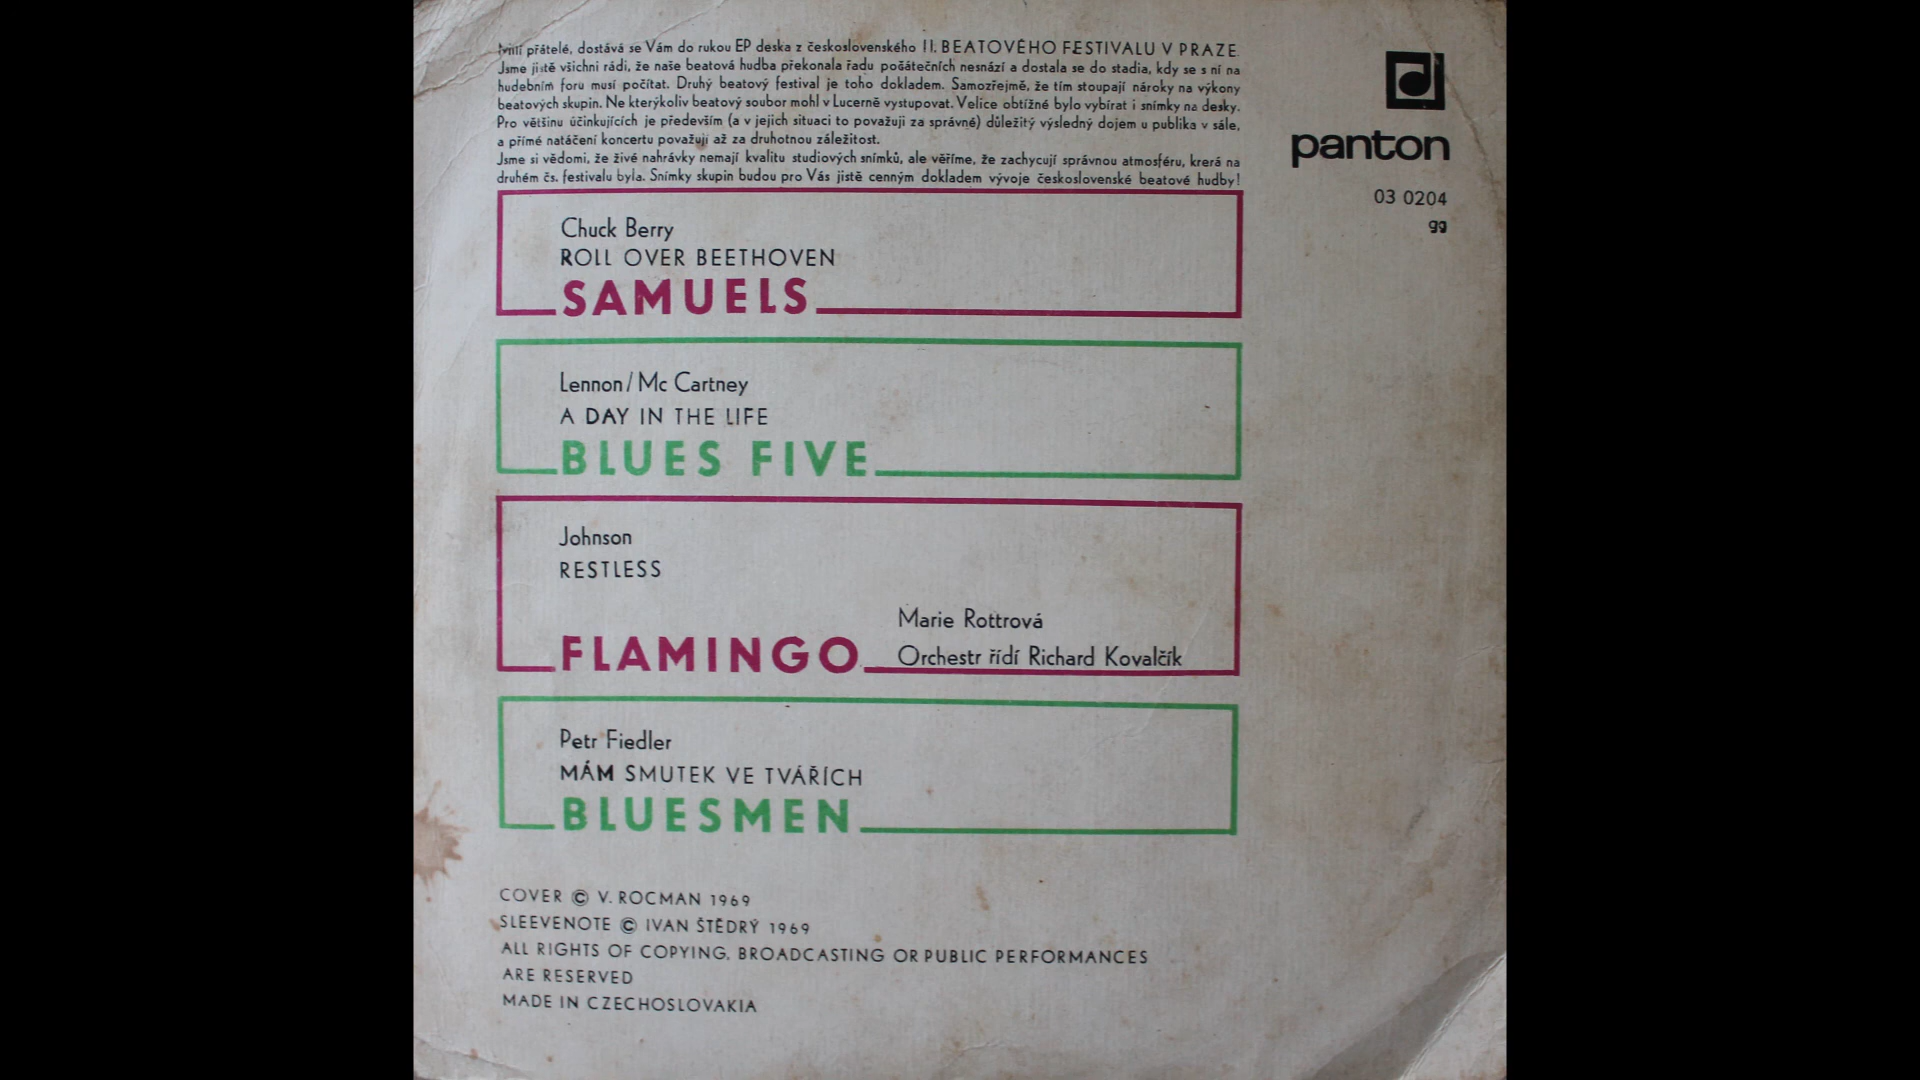 Milí přátelé, dostává se Vám do rukou EP deska z československého II. BEATOVÉHO FESTIVALU V PRAZE.
Jsme jistě všichni rádi, že naše beatová hudba překonala řadu počátečních nesnází a dostala se do stadia, kdy se s ní na
hudebním foru musí počítat. Druhý beatový festival je toho dokladem. Samozřejmě, že tím stoupají nároky na výkony
beatových skupin. Ne kterýkoliv beatový soubor mohl v Lucerně vystupovat. Velice obtížné bylo vybírat i snímky na desky.
Pro většinu účinkujících je především (a v jejich situaci to považuji za správné) důležitý výsledný dojem u publika v sále,
a přímé natáčení koncertu považují až za druhotnou záležitost.
Jsme si vědomi, že živé nahrávky nemají kvalitu studiových snímků, ale věříme, že zachycují správnou atmosféru, krerá na
druhém čs. festivalu byla. Snímky skupin budou pro Vás jistě cenným dokladem vývoje československé beatové hudby!
panton
03 0204
gg
Chuck Berry
ROLL OVER BEETHOVEN
SAMUELS
Lennon/Mc Cartney
A DAY IN THE LIFE
BLUES FIVE
Johnson
RESTLESS
FLAMINGO
Marie Rottrová
Orchestr řídí Richard Kovalčík
Petr Fiedler
MÁM SMUTEK VE TVÁŘÍCH
BLUESMEN
COVER © V. ROCMAN 1969
SLEEVENOTE © IVAN ŠTĚDRÝ 1969
ALL RIGHTS OF COPYING, BROADCASTING OR PUBLIC PERFORMANCES
ARE RESERVED
MADE IN CZECHOSLOVAKIA